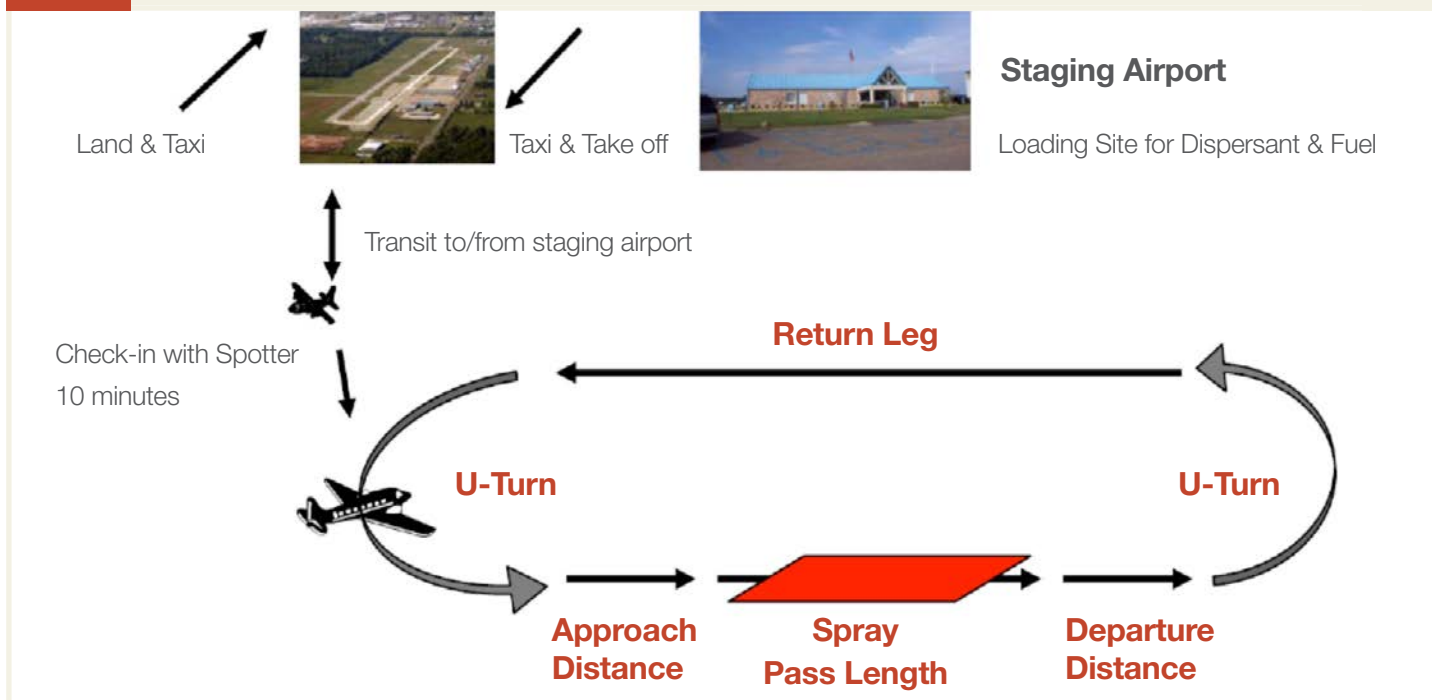 Staging Airport
Land & Taxi
Taxi & Take off
Loading Site for Dispersant & Fuel
Transit to/from staging airport
Check-in with Spotter
10 minutes
Return Leg
U-Turn
U-Turn
Approach
Distance
Spray
Pass Length
Departure
Distance